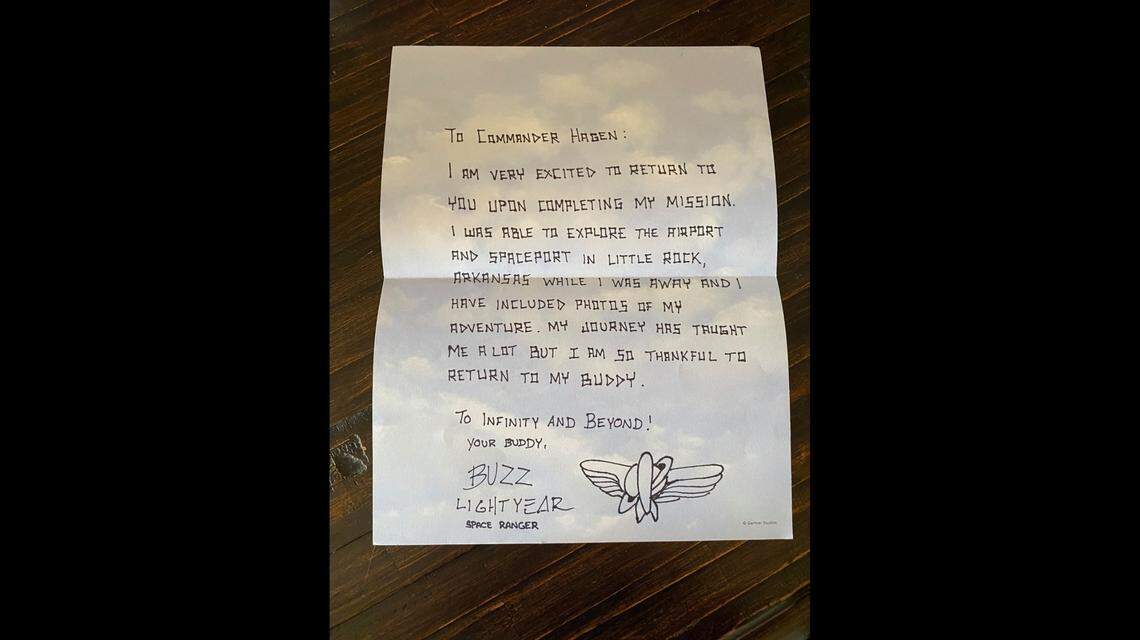 To Commander Hagen:
I am very excited to return to
you upon completing my mission.
I was able to explore the airport
and spaceport in Little Rock,
Arkansas while I was away and I
have included photos of my
adventure. My journey has taught
me a lot but I am so thankful to
return to my buddy.
To Infinity and Beyond!
your buddy,
Buzz
Lightyear
Space Ranger
© Gartner Studios